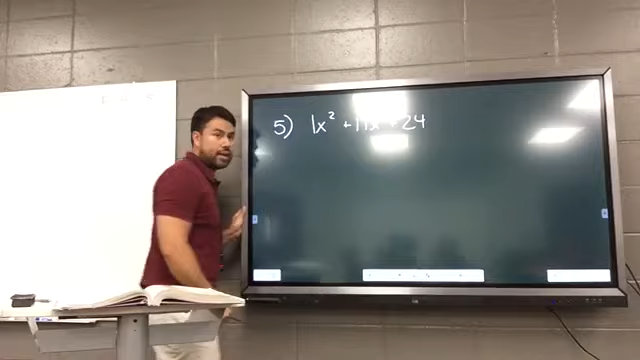 5) 1x² + 11x + 24